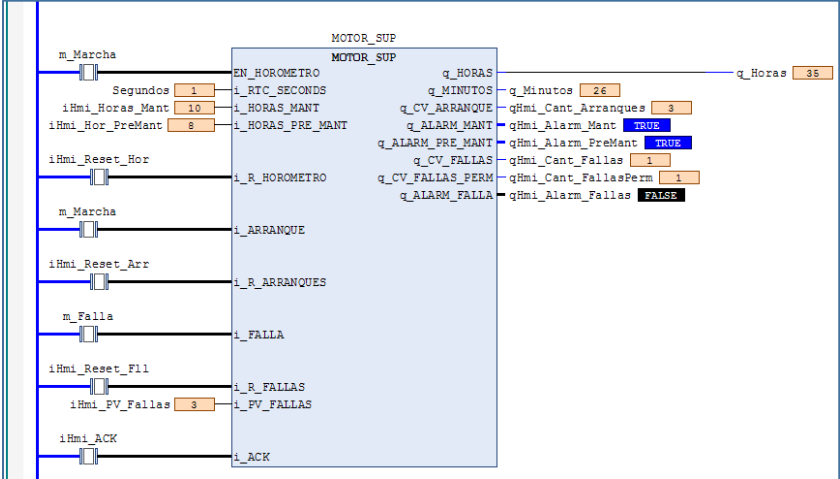 MOTOR_SUP
m_Marcha
MOTOR_SUP
EN_HOROMETRO
q_HORAS
q_Horas 35
Segundos 1
i_RTC_SECONDS
q_MINUTOS
q_Minutos 26
iHmi_Horas_Mant 10
i_HORAS_MANT
q_CV_ARRANQUE
qHmi_Cant_Arranques 3
iHmi_Hor_PreMant 8
i_HORAS_PRE_MANT
q_ALARM_MANT
qHmi_Alarm_Mant TRUE
q_ALARM_PRE_MANT
qHmi_Alarm_PreMant TRUE
iHmi_Reset_Hor
q_CV_FALLAS
qHmi_Cant_Fallas 1
i_R_HOROMETRO
q_CV_FALLAS_PERM
qHmi_Cant_FallasPerm 1
q_ALARM_FALLA
qHmi_Alarm_Fallas FALSE
m_Marcha
i_ARRANQUE
iHmi_Reset_Arr
i_R_ARRANQUES
m_Falla
i_FALLA
iHmi_Reset_Fll
i_R_FALLAS
iHmi_PV_Fallas 3
i_PV_FALLAS
iHmi_ACK
i_ACK